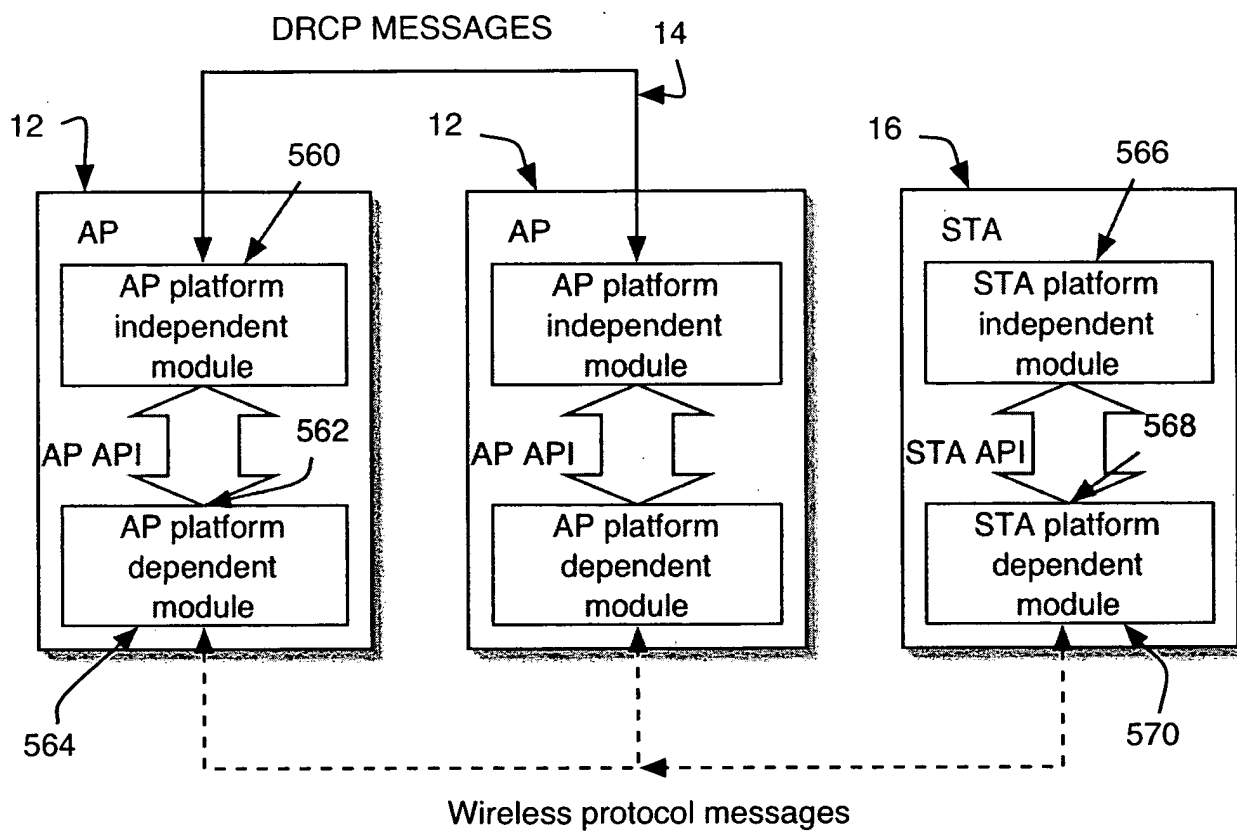 DRCP MESSAGES
14
12
12
16
560
566
AP
AP
STA
AP platform
independent
module
AP platform
independent
module
STA platform
independent
module
562
568
AP API
AP API
STA API
AP platform
dependent
module
AP platform
dependent
module
STA platform
dependent
module
564
570
Wireless protocol messages